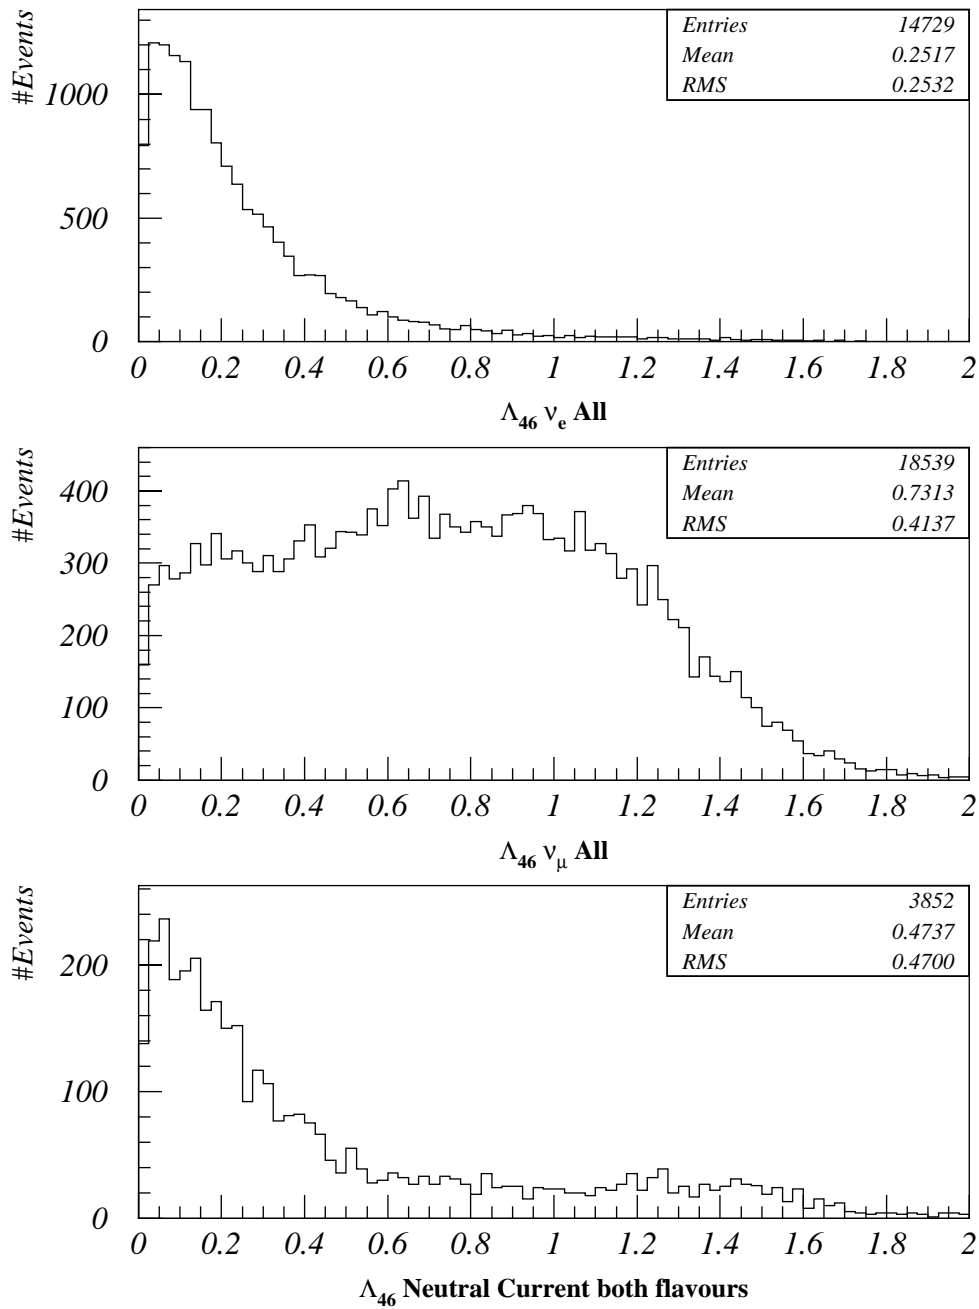 #Events
Entries 14729
Mean 0.2517
RMS 0.2532
1000
500
0
0 0.2 0.4 0.6 0.8 1 1.2 1.4 1.6 1.8 2
Λ46 νe All
#Events
Entries 18539
Mean 0.7313
RMS 0.4137
400
300
200
100
0
0 0.2 0.4 0.6 0.8 1 1.2 1.4 1.6 1.8 2
Λ46 νμ All
#Events
Entries 3852
Mean 0.4737
RMS 0.4700
200
100
0
0 0.2 0.4 0.6 0.8 1 1.2 1.4 1.6 1.8 2
Λ46 Neutral Current both flavours